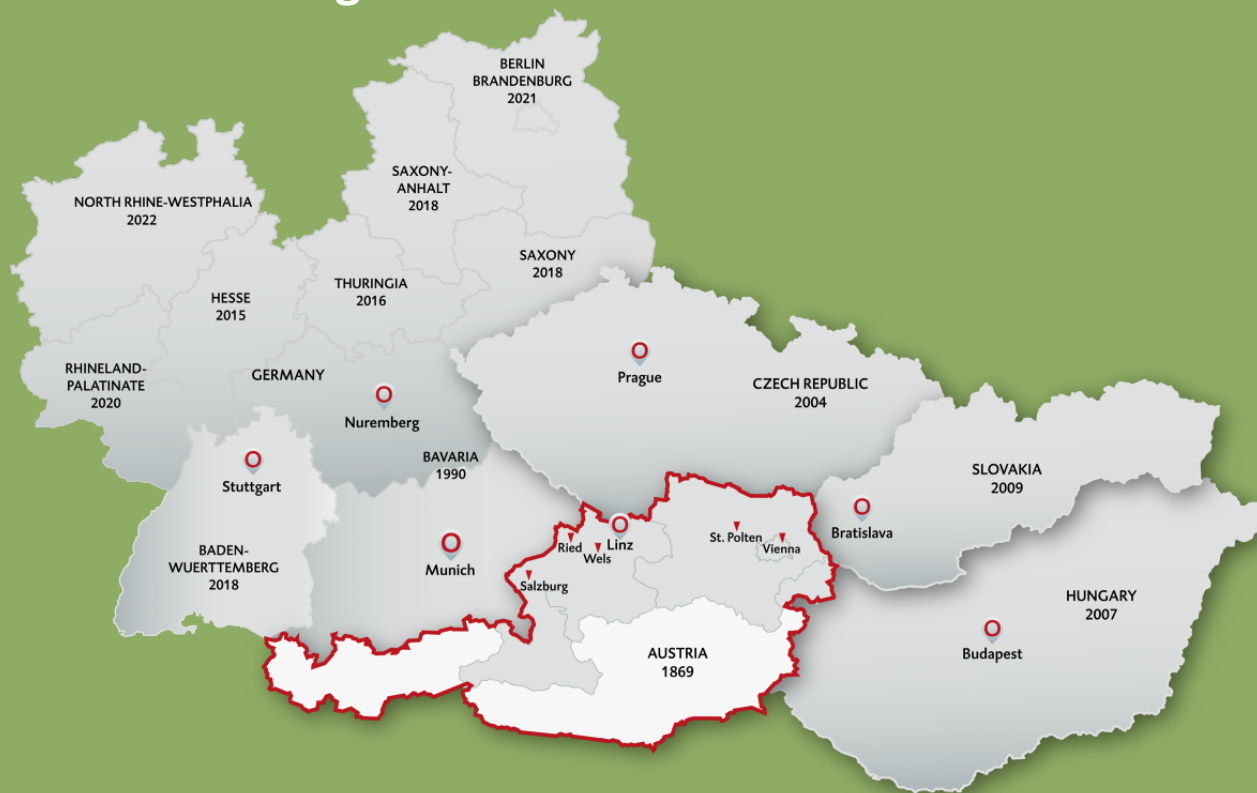 BERLIN
BRANDENBURG
2021
SAXONY-
ANHALT
2018
NORTH RHINE-WESTPHALIA
2022
SAXONY
2018
THURINGIA
2016
HESSE
2015
RHINELAND-
PALATINATE
2020
GERMANY
Nuremberg
Prague
CZECH REPUBLIC
2004
BAVARIA
1990
Stuttgart
SLOVAKIA
2009
Bratislava
St. Polten
Vienna
Linz
Ried
Wels
Salzburg
BADEN-
WUERTTEMBERG
2018
Munich
HUNGARY
2007
Budapest
AUSTRIA
1869